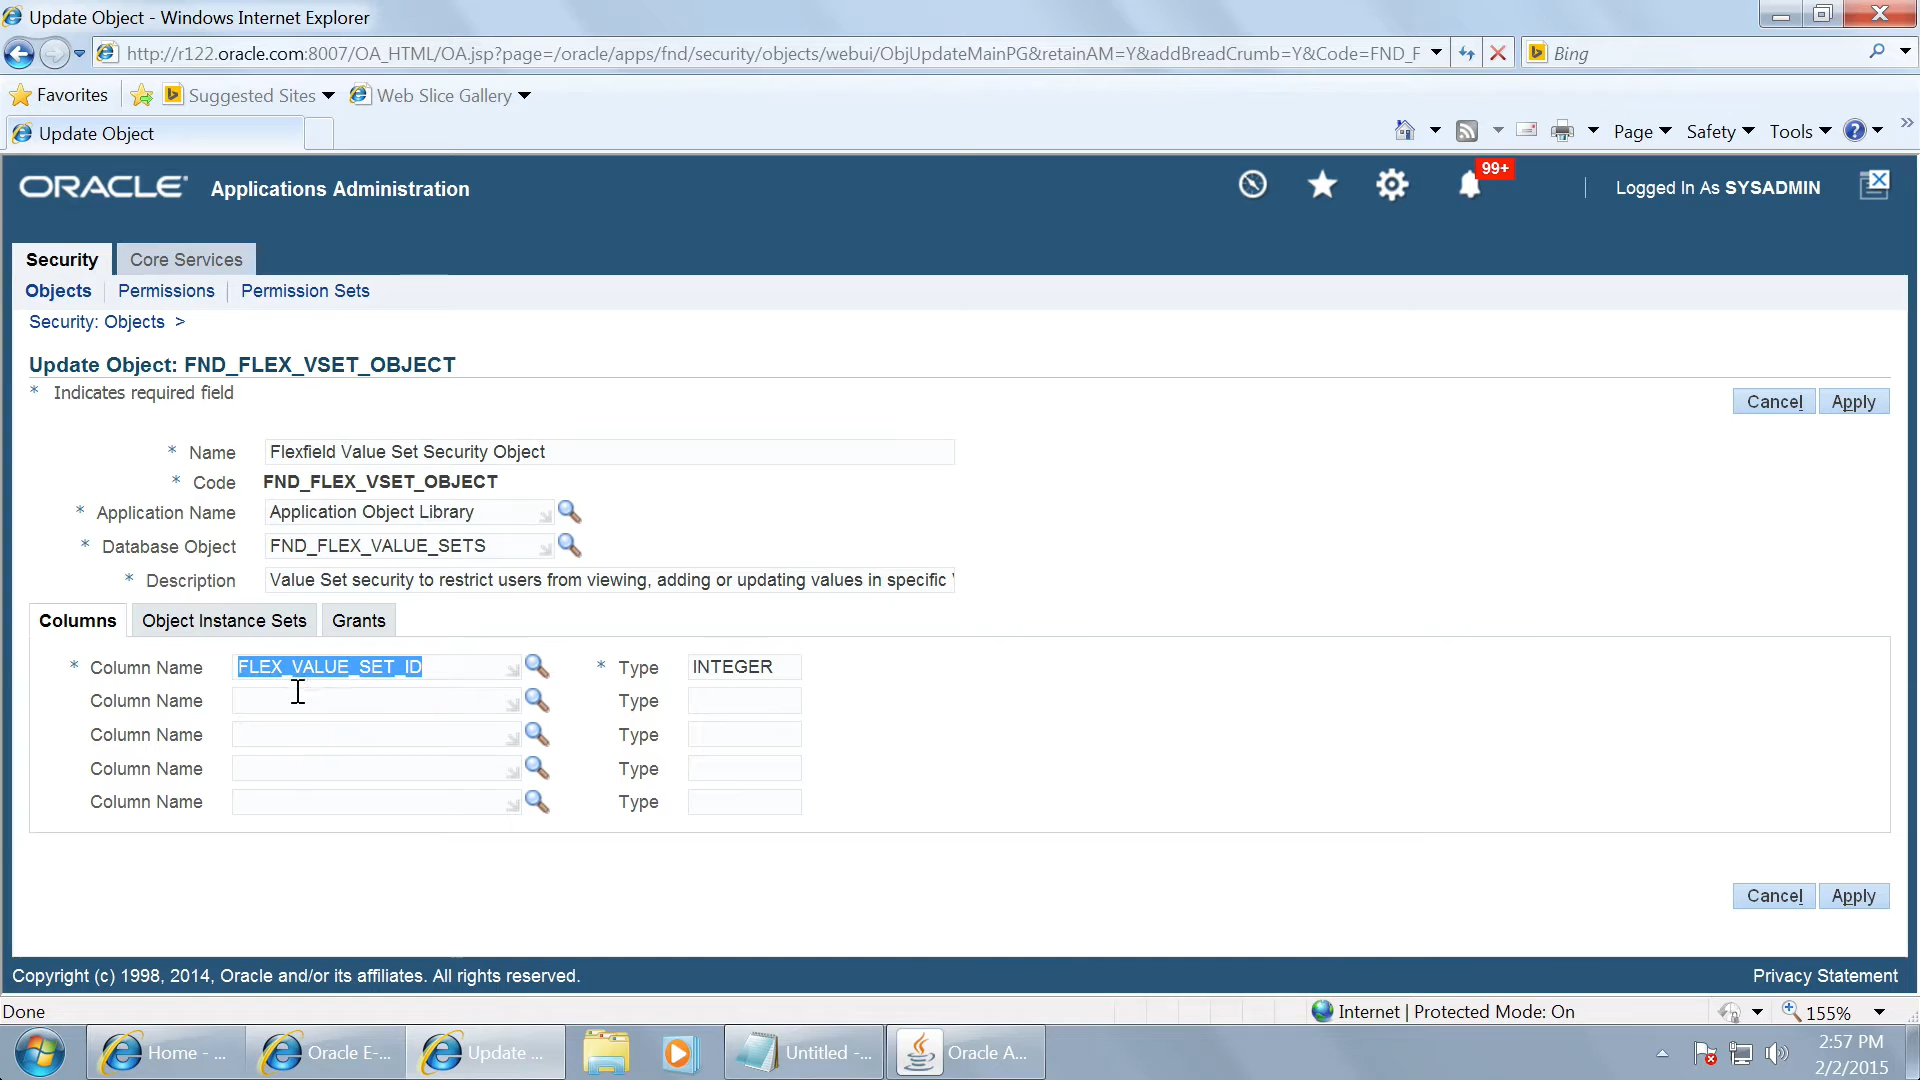 Update Object - Windows Internet Explorer
http://r122.oracle.com:8007/OA_HTML/OA.jsp?page=/oracle/apps/fnd/security/objects/webui/ObjUpdateMainPG&retainAM=Y&addBreadCrumb=Y&Code=FND_F
Bing
Favorites Suggested Sites Web Slice Gallery
Update Object
Page Safety Tools
ORACLE Applications Administration
99+
Logged In As SYSADMIN
Security Core Services
Objects Permissions Permission Sets
Security: Objects >
Update Object: FND_FLEX_VSET_OBJECT
* Indicates required field
Cancel Apply
* Name Flexfield Value Set Security Object
* Code FND_FLEX_VSET_OBJECT
* Application Name Application Object Library
* Database Object FND_FLEX_VALUE_SETS
* Description Value Set security to restrict users from viewing, adding or updating values in specific
Columns Object Instance Sets Grants
* Column Name FLEX_VALUE_SET_ID * Type INTEGER
Column Name Type
Column Name Type
Column Name Type
Column Name Type
Cancel Apply
Copyright (c) 1998, 2014, Oracle and/or its affiliates. All rights reserved.
Privacy Statement
Done
Internet | Protected Mode: On
155%
Home - ...
Oracle E-...
Update ...
Untitled -...
Oracle A...
2:57 PM
2/2/2015